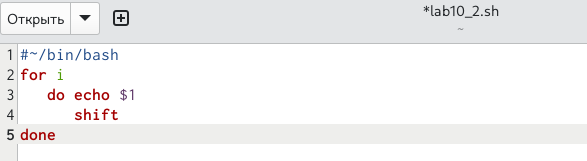 Открыть
*lab10_2.sh
~
1 #~/bin/bash
2 for i
3    do echo $1
4       shift
5 done